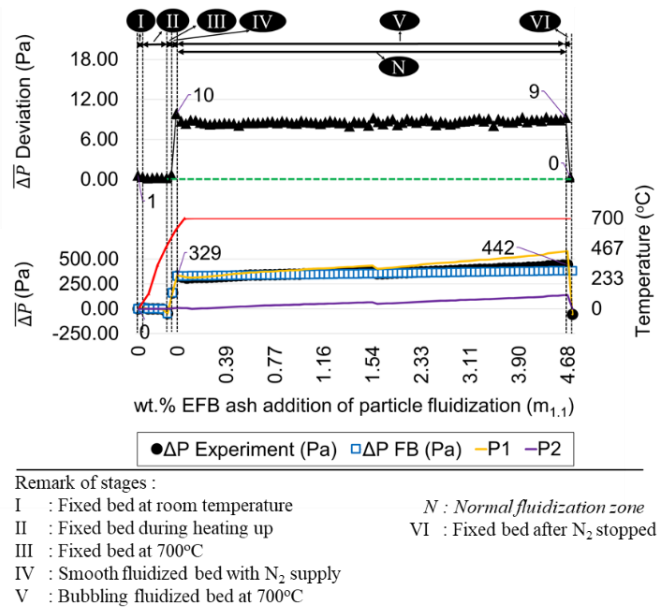 I II III IV V VI
N
18.00
12.00
6.00
0.00
ΔP Deviation (Pa)
10
9
1
0
500.00
250.00
0.00
-250.00
ΔP (Pa)
329
442
0
700
467
233
0
Temperature (°C)
0 0 0.39 0.77 1.16 1.54 2.33 3.11 3.90 4.68
wt.% EFB ash addition of particle fluidization (m1.1)
ΔP Experiment (Pa) ΔP FB (Pa) P1 P2
Remark of stages :
I : Fixed bed at room temperature
II : Fixed bed during heating up
III : Fixed bed at 700°C
IV : Smooth fluidized bed with N2 supply
V : Bubbling fluidized bed at 700°C
N : Normal fluidization zone
VI : Fixed bed after N2 stopped